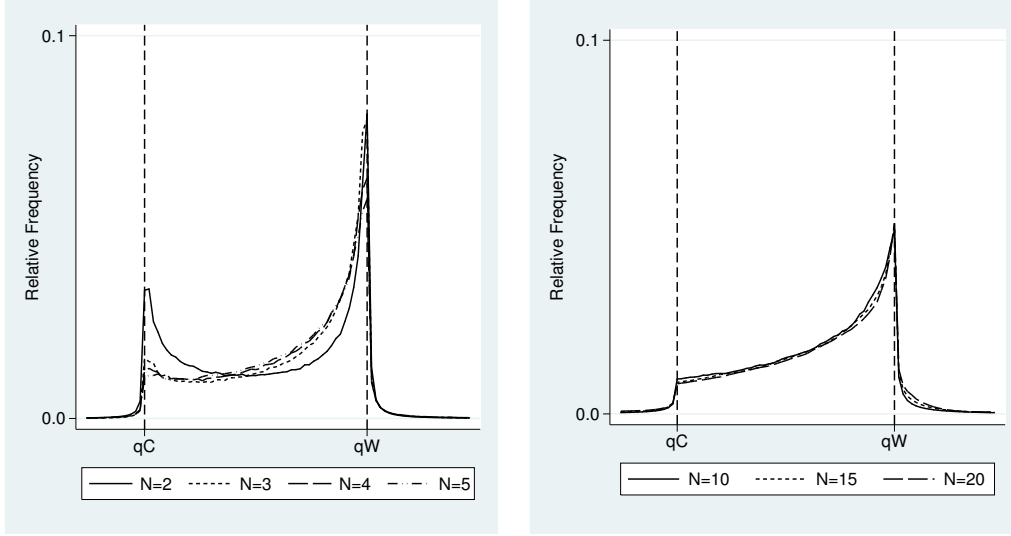 0.1
Relative Frequency
0.0
qC qW
N=2 N=3 N=4 N=5
0.1
Relative Frequency
0.0
qC qW
N=10 N=15 N=20